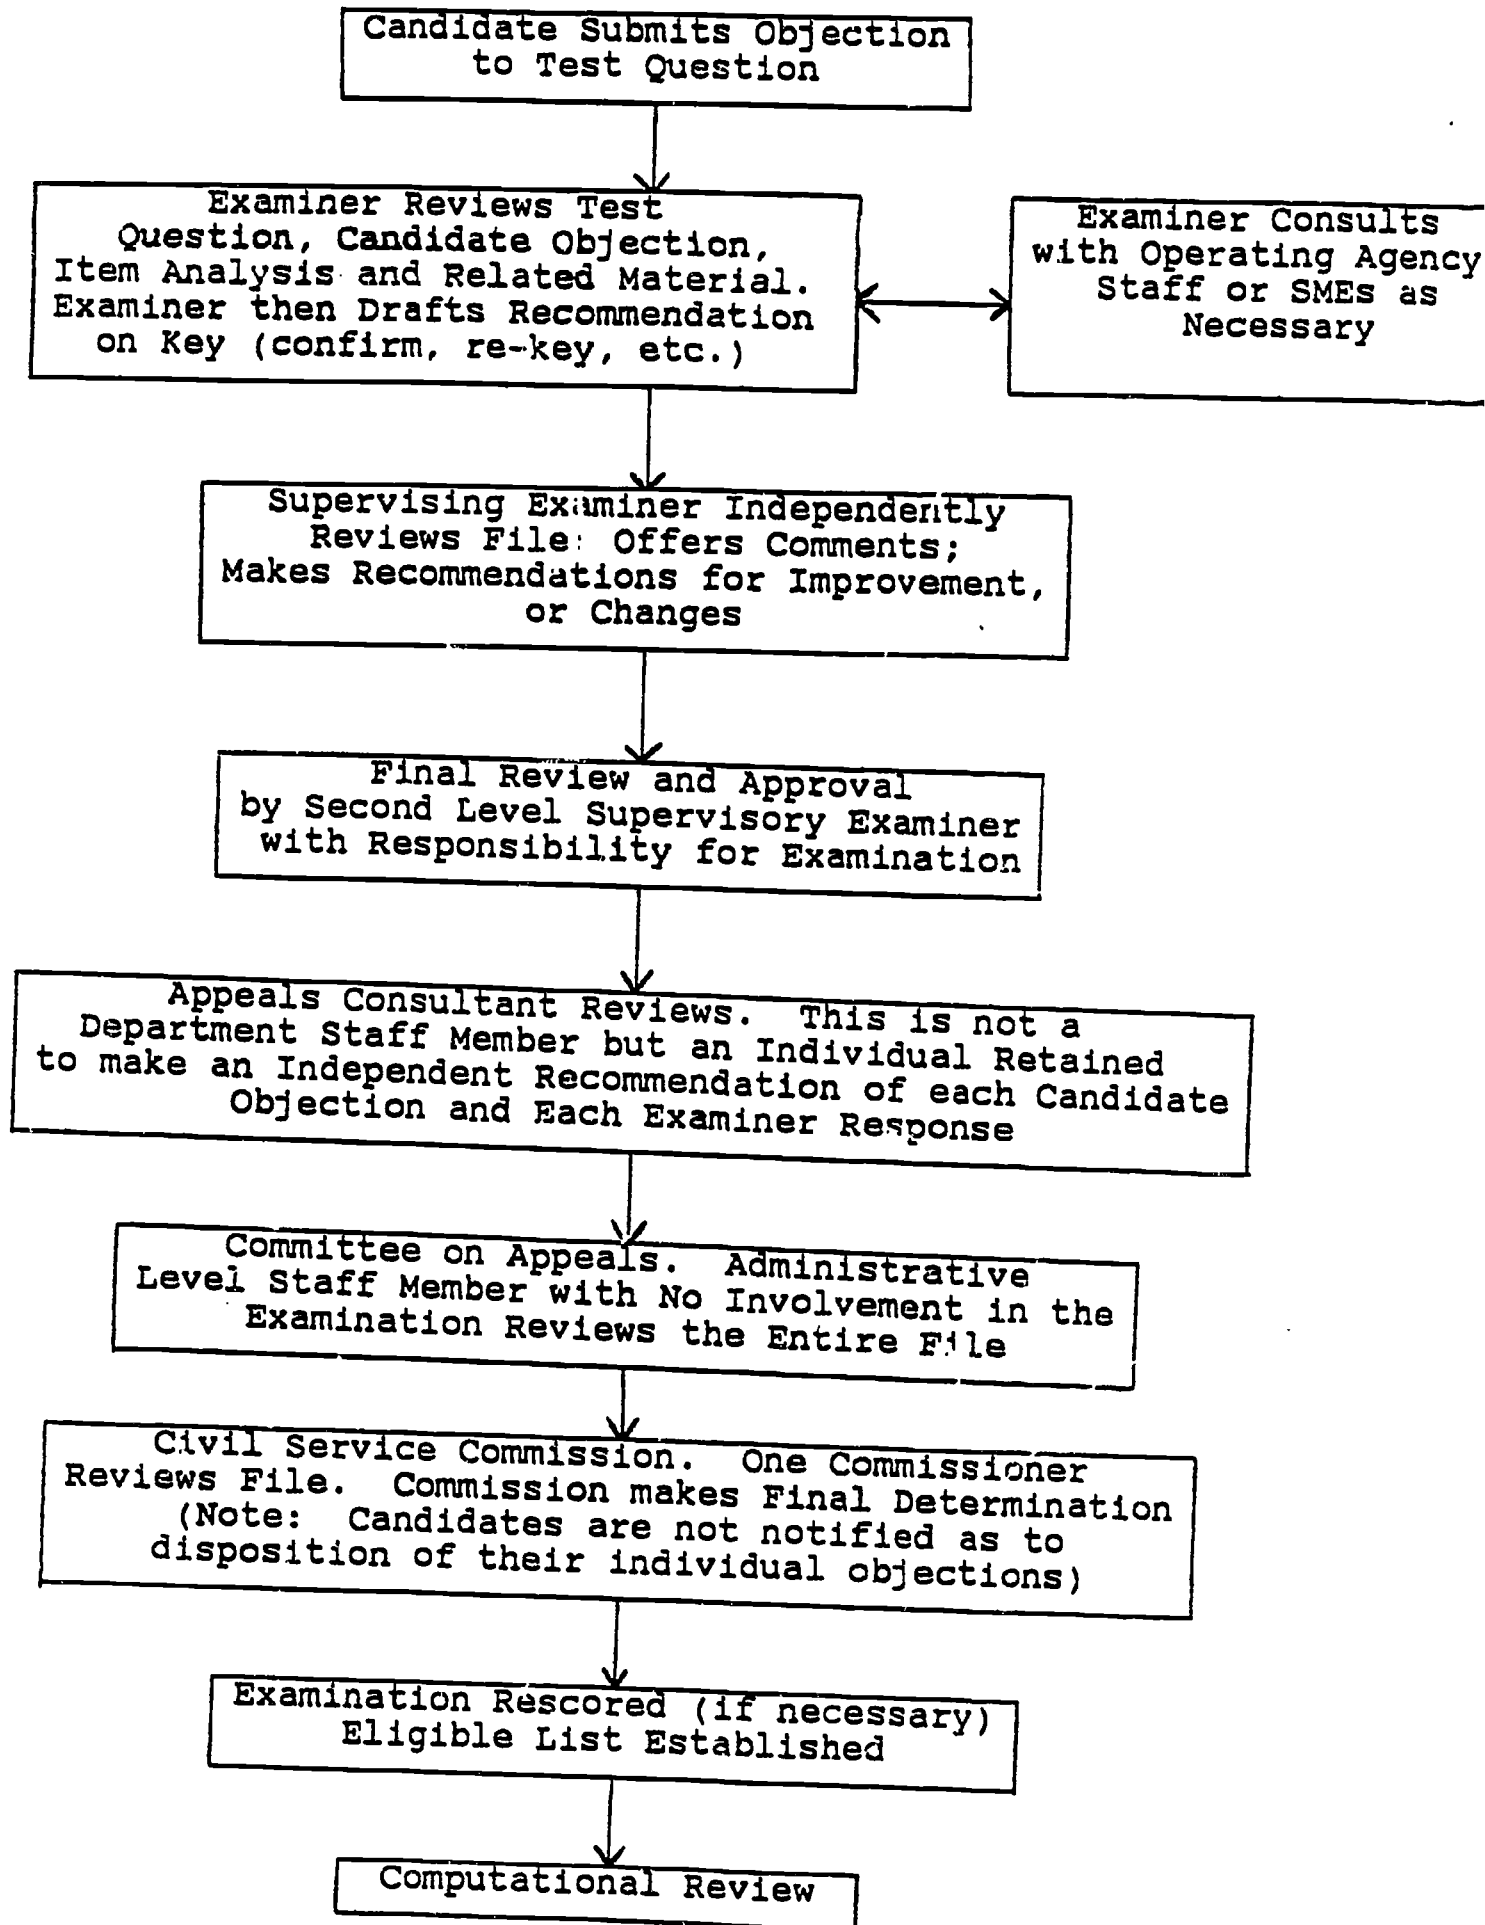 Candidate Submits Objection
to Test Question
Examiner Reviews Test
Question, Candidate Objection,
Item Analysis and Related Material.
Examiner then Drafts Recommendation
on Key (confirm, re-key, etc.)
Examiner Consults
with Operating Agency
Staff or SMEs as
Necessary
Supervising Examiner Independently
Reviews File: Offers Comments;
Makes Recommendations for Improvement,
or Changes
Final Review and Approval
by Second Level Supervisory Examiner
with Responsibility for Examination
Appeals Consultant Reviews. This is not a
Department Staff Member but an Individual Retained
to make an Independent Recommendation of each Candidate
Objection and Each Examiner Response
Committee on Appeals. Administrative
Level Staff Member with No Involvement in the
Examination Reviews the Entire File
Civil Service Commission. One Commissioner
Reviews File. Commission makes Final Determination
(Note: Candidates are not notified as to
disposition of their individual objections)
Examination Rescored (if necessary)
Eligible List Established
Computational Review